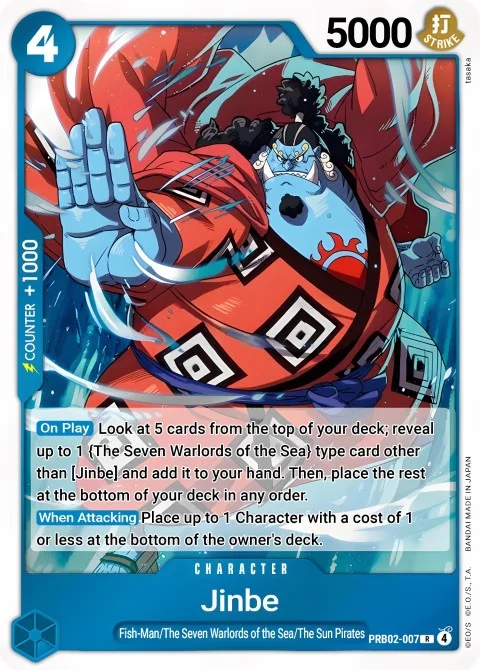 4
5000
打
STRIKE
tasaka
COUNTER +1000
On Play Look at 5 cards from the top of your deck; reveal
up to 1 {The Seven Warlords of the Sea} type card other
than [Jinbe] and add it to your hand. Then, place the rest
at the bottom of your deck in any order.
When Attacking Place up to 1 Character with a cost of 1
or less at the bottom of the owner's deck.
CHARACTER
Jinbe
Fish-Man/The Seven Warlords of the Sea/The Sun Pirates
PRB02-007 R 4
©E.O/S ©E.O./S., T.A. BANDAI MADE IN JAPAN